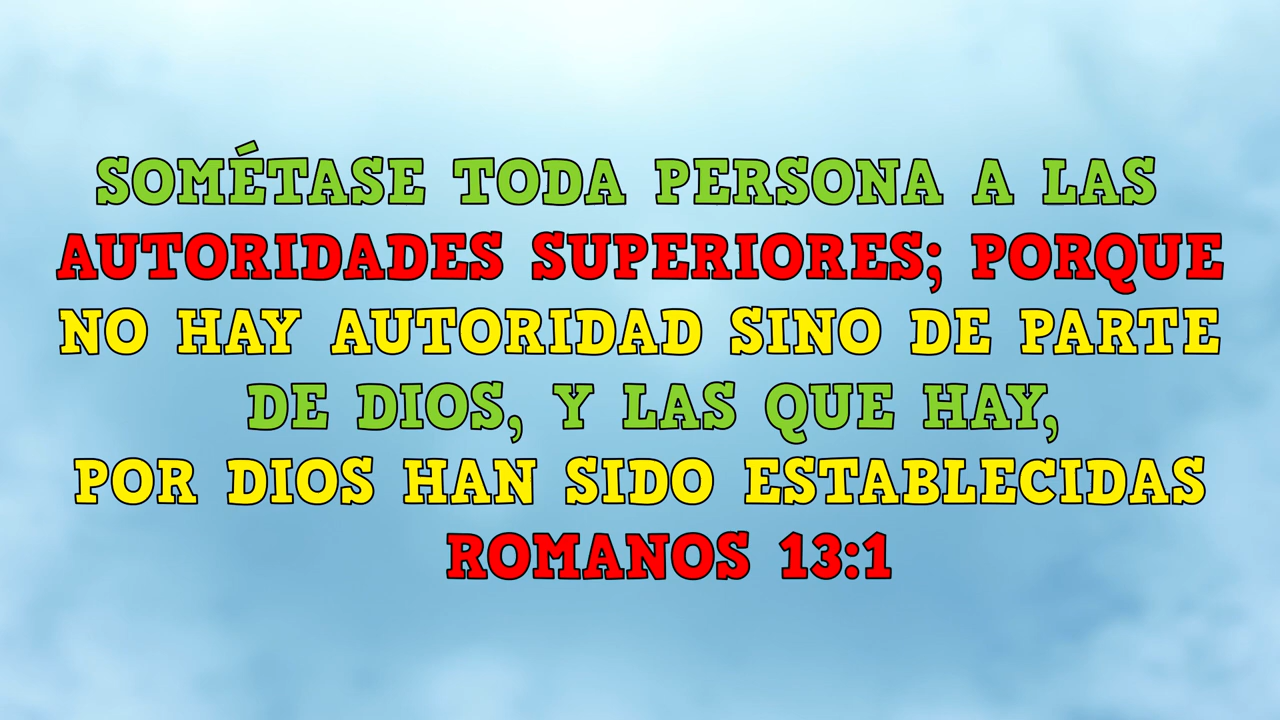 SOMÉTASE TODA PERSONA A LAS
AUTORIDADES SUPERIORES; PORQUE
NO HAY AUTORIDAD SINO DE PARTE
DE DIOS, Y LAS QUE HAY,
POR DIOS HAN SIDO ESTABLECIDAS
ROMANOS 13:1